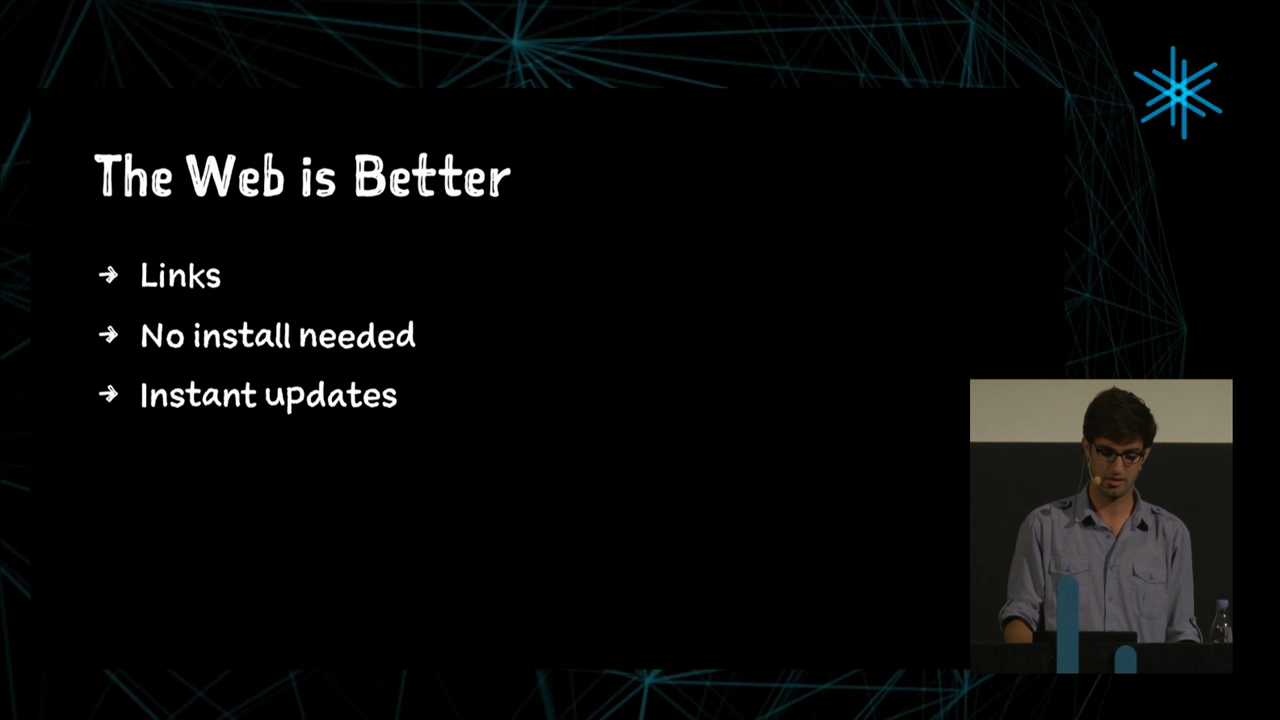 The Web is Better
→ Links
→ No install needed
→ Instant updates